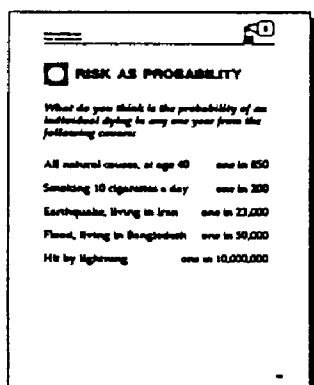 RISK AS PROBABILITY
What do you think is the probability of an
individual dying in any one year from the
following causes:
All natural causes, at age 40 one in 850
Smoking 10 cigarettes a day one in 200
Earthquake, living in Iran one in 23,000
Flood, living in Bangladesh one in 50,000
Hit by lightning one in 10,000,000